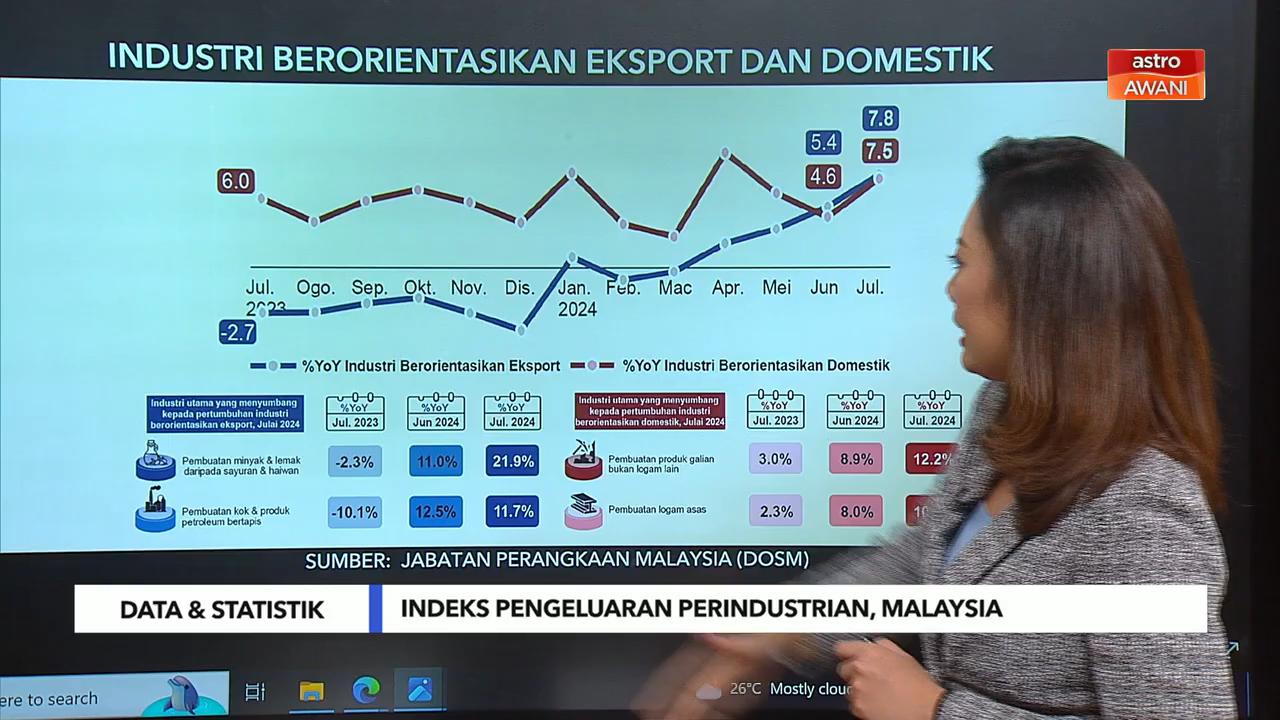 INDUSTRI BERORIENTASIKAN EKSPORT DAN DOMESTIK
astro
AWANI
7.8
5.4
7.5
6.0
4.6
Jul. Ogo. Sep. Okt. Nov. Dis. Jan. Feb. Mac Apr. Mei Jun Jul.
2023 2024
-2.7
%YoY Industri Berorientasikan Eksport %YoY Industri Berorientasikan Domestik
Industri utama yang menyumbang
kepada pertumbuhan industri
berorientasikan eksport, Julai 2024
%YoY
Jul. 2023
%YoY
Jun 2024
%YoY
Jul. 2024
Pembuatan minyak & lemak
daripada sayuran & haiwan
-2.3% 11.0% 21.9%
Pembuatan kok & produk
petroleum bertapis
-10.1% 12.5% 11.7%
Industri utama yang menyumbang
kepada pertumbuhan industri
berorientasikan domestik, Julai 2024
%YoY
Jul. 2023
%YoY
Jun 2024
%YoY
Jul. 2024
Pembuatan produk galian
bukan logam lain
3.0% 8.9% 12.2%
Pembuatan logam asas
2.3% 8.0%
SUMBER: JABATAN PERANGKAAN MALAYSIA (DOSM)
DATA & STATISTIK INDEKS PENGELUARAN PERINDUSTRIAN, MALAYSIA
ere to search
26°C Mostly cloud